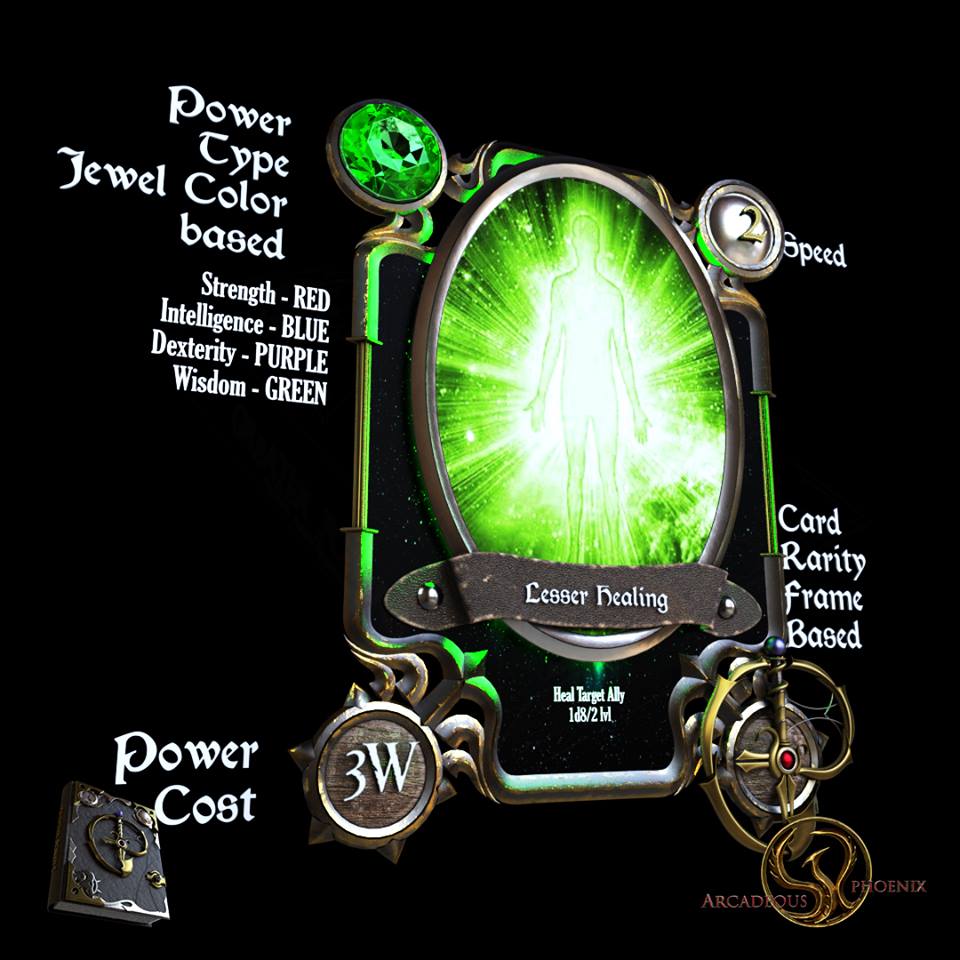 Power
Type
Jewel Color
based
Strength - RED
Intelligence - BLUE
Dexterity - PURPLE
Wisdom - GREEN
2
Speed
Card
Rarity
Frame
Based
Lesser Healing
Heal Target Ally
1d8/2 lvl
Power
Cost
3W
ARCADEOUS PHOENIX